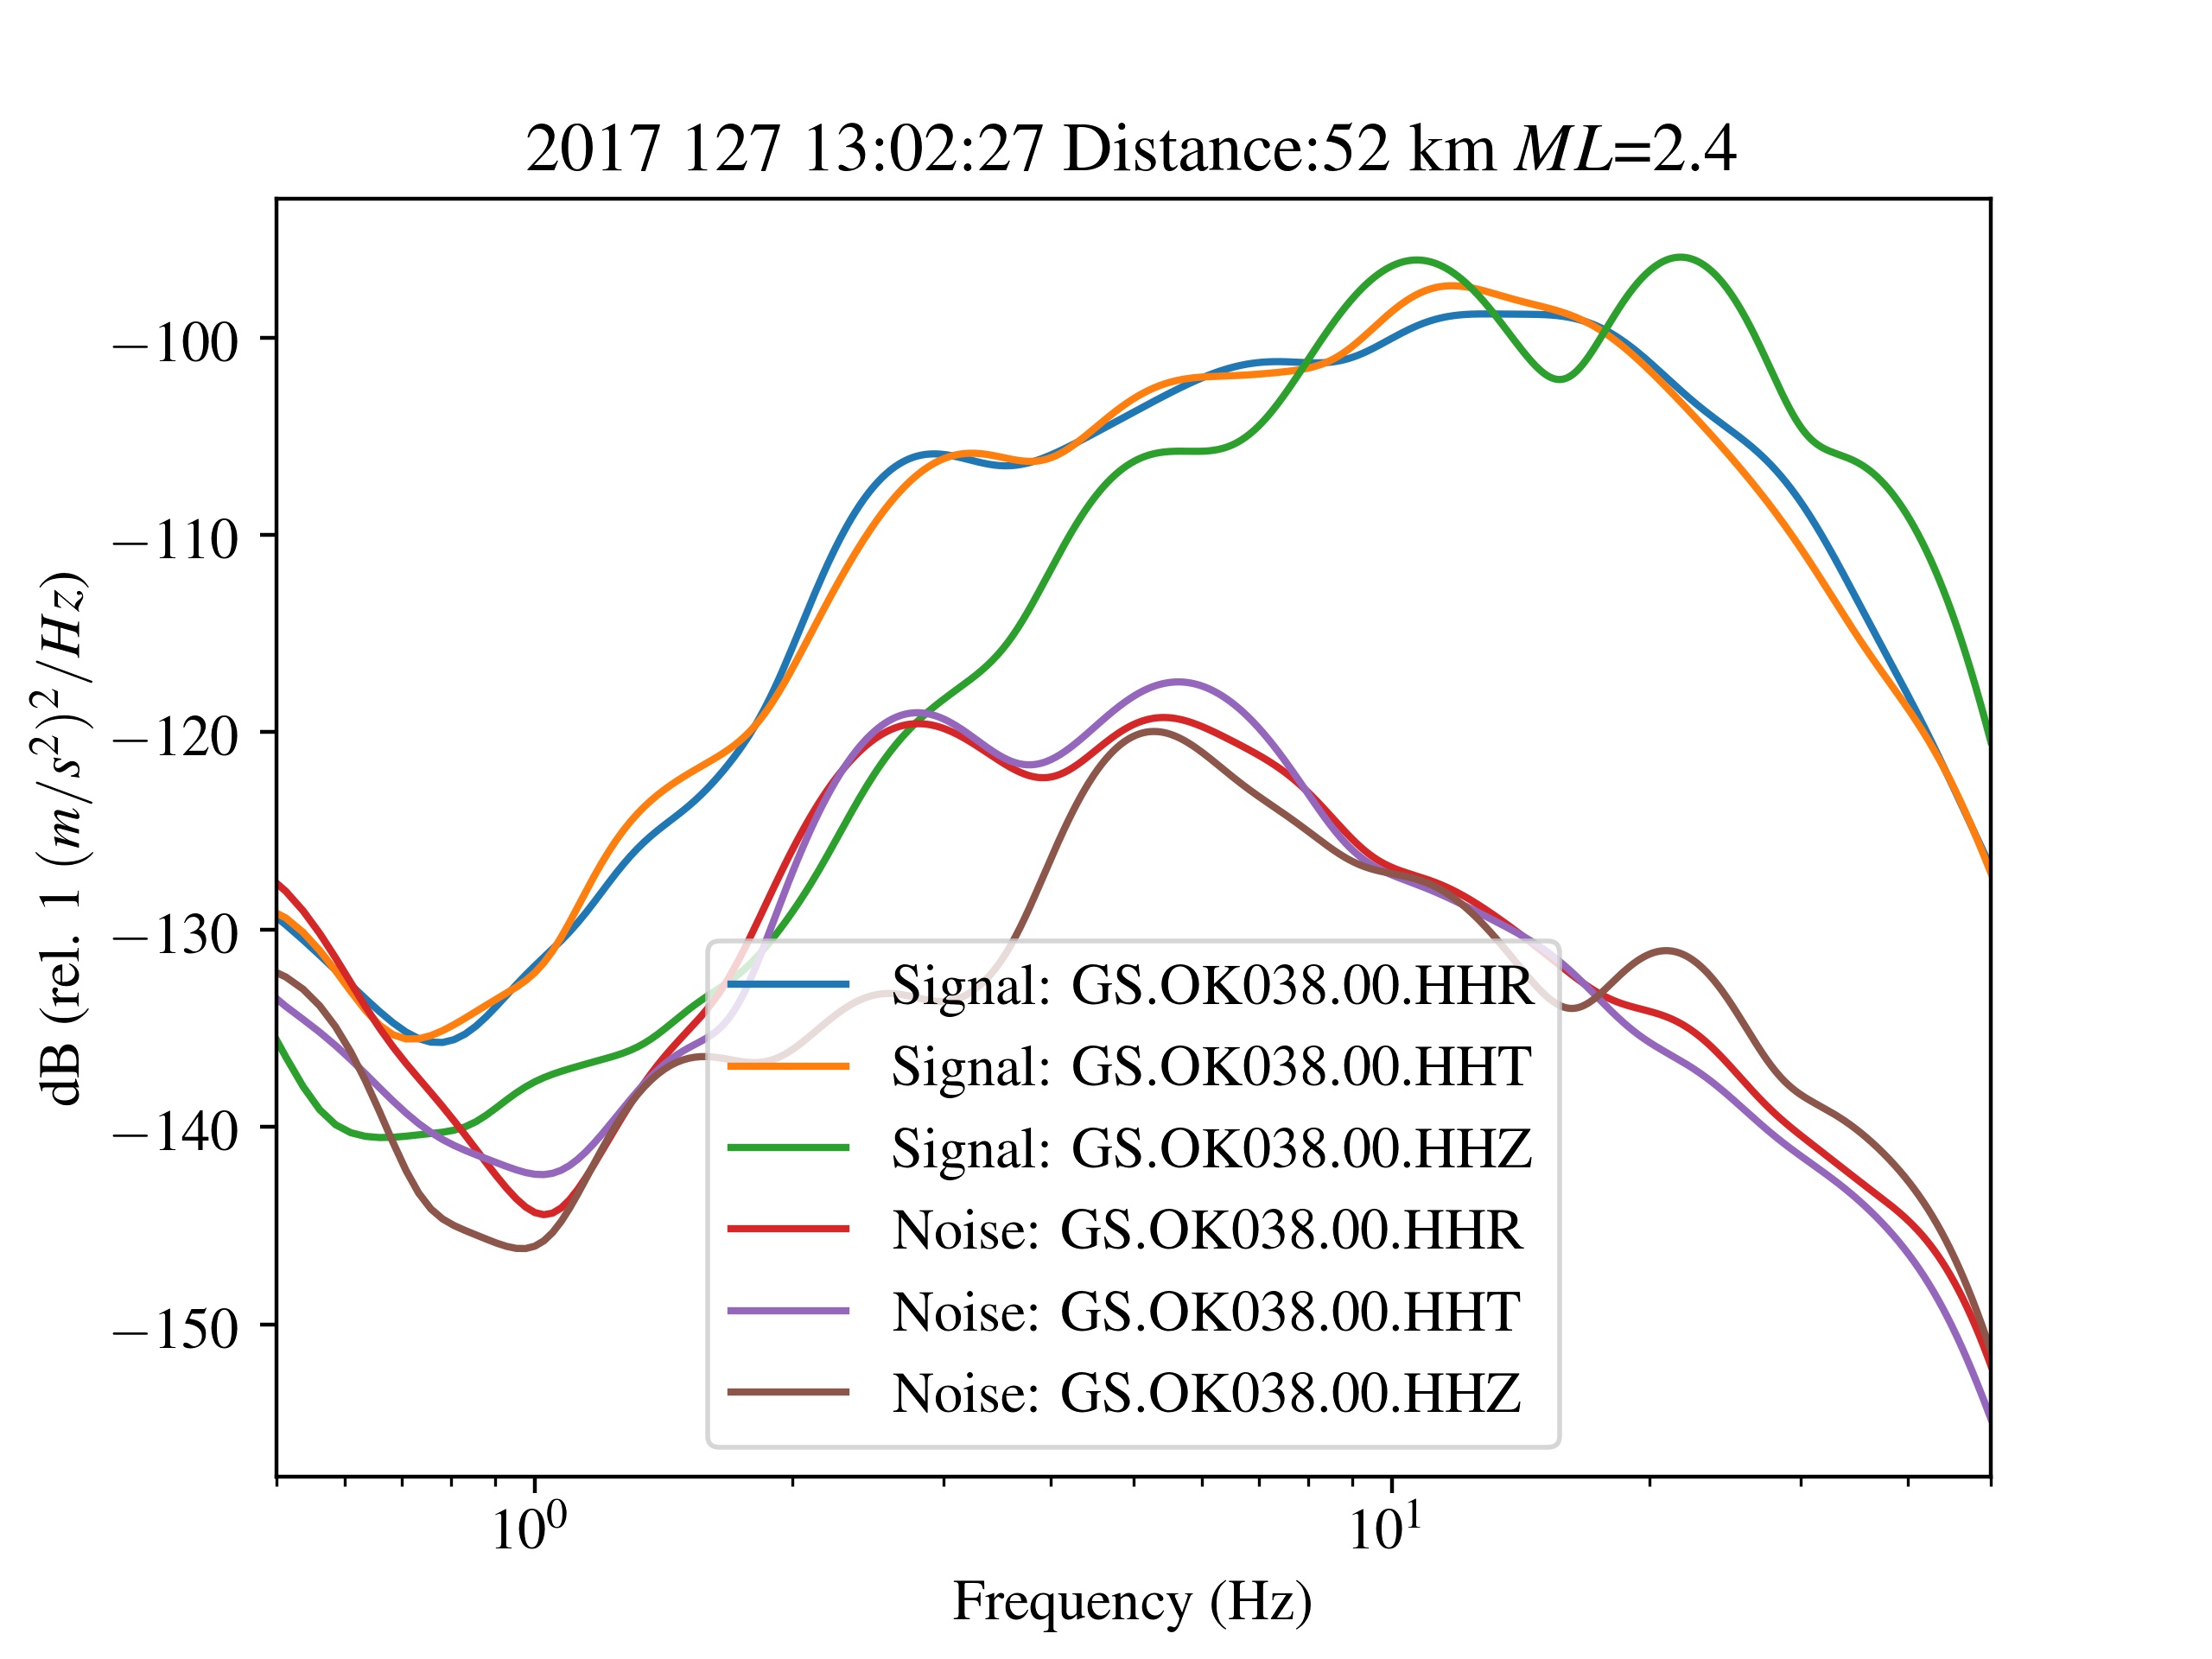 2017 127 13:02:27 Distance:52 km ML=2.4
dB (rel. 1 (m/s²)²/Hz)
−100
−110
−120
−130
−140
−150
Signal: GS.OK038.00.HHR
Signal: GS.OK038.00.HHT
Signal: GS.OK038.00.HHZ
Noise: GS.OK038.00.HHR
Noise: GS.OK038.00.HHT
Noise: GS.OK038.00.HHZ
10⁰ 10¹
Frequency (Hz)